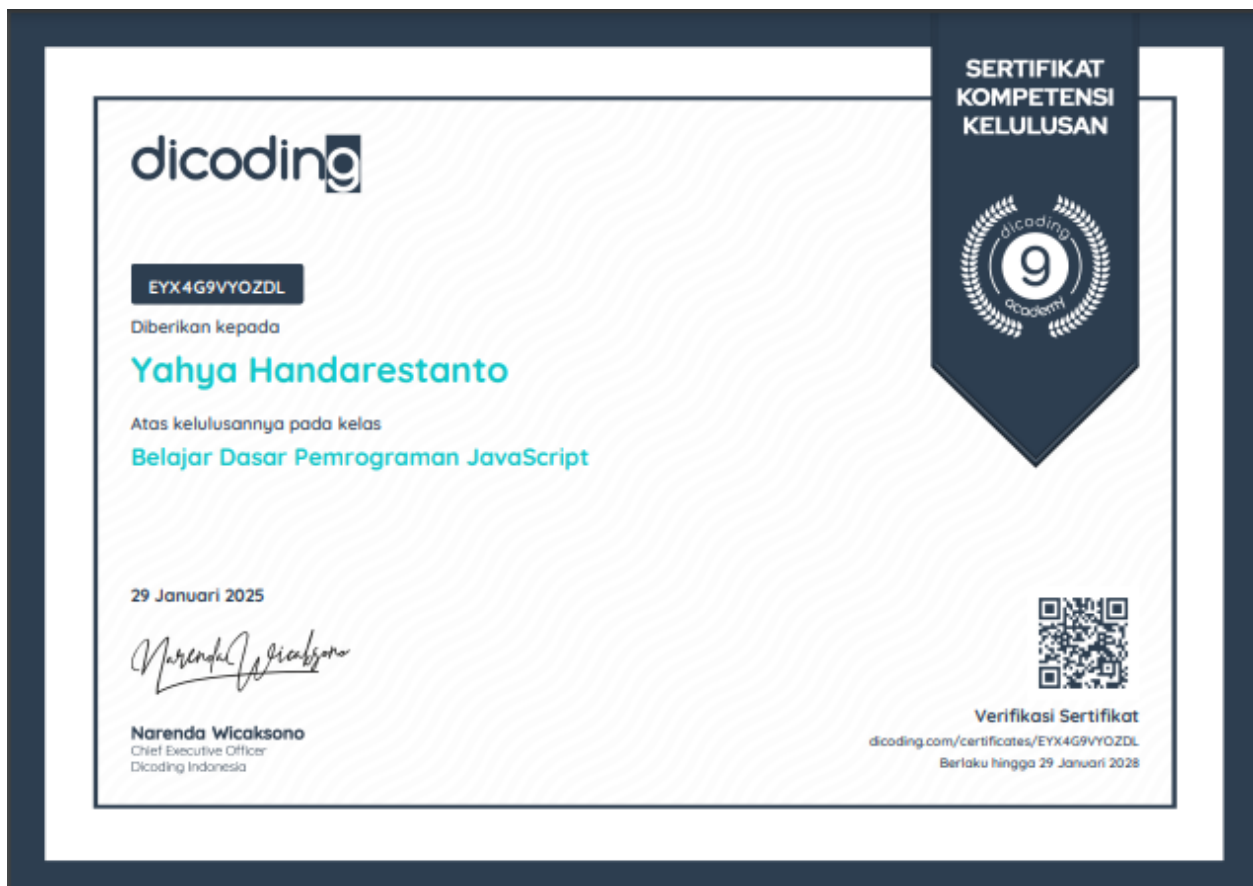 SERTIFIKAT
KOMPETENSI
KELULUSAN
dicoding
dicoding
9
academy
EYX4G9VYOZDL
Diberikan kepada
Yahya Handarestanto
Atas kelulusannya pada kelas
Belajar Dasar Pemrograman JavaScript
29 Januari 2025
Narenda Wicaksono
Narenda Wicaksono
Chief Executive Officer
Dicoding Indonesia
Verifikasi Sertifikat
dicoding.com/certificates/EYX4G9VYOZDL
Berlaku hingga 29 Januari 2028